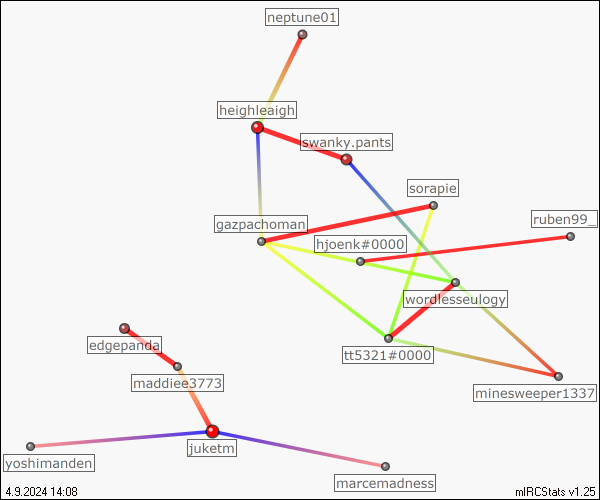 neptune01
heighleaigh
swanky.pants
sorapie
ruben99_
gazpachoman
hjoenk#0000
wordlesseulogy
edgepanda
tt5321#0000
maddiee3773
minesweeper1337
juketm
yoshimanden
marcemadness
4.9.2024 14:08
mIRCStats v1.25